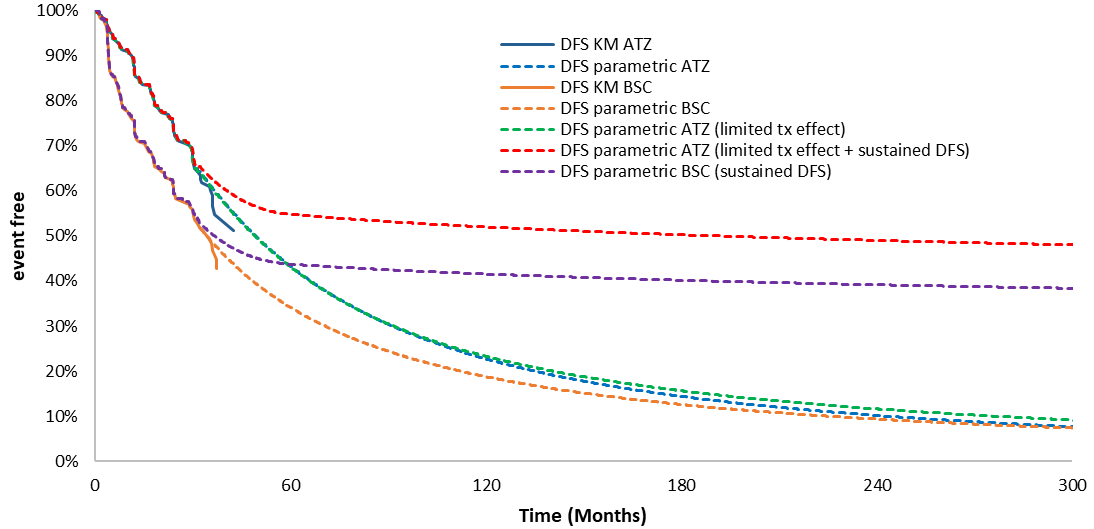 100%
90%
80%
70%
60%
50%
40%
30%
20%
10%
0%
event free
DFS KM ATZ
DFS parametric ATZ
DFS KM BSC
DFS parametric BSC
DFS parametric ATZ (limited tx effect)
DFS parametric ATZ (limited tx effect + sustained DFS)
DFS parametric BSC (sustained DFS)
0 60 120 180 240 300
Time (Months)